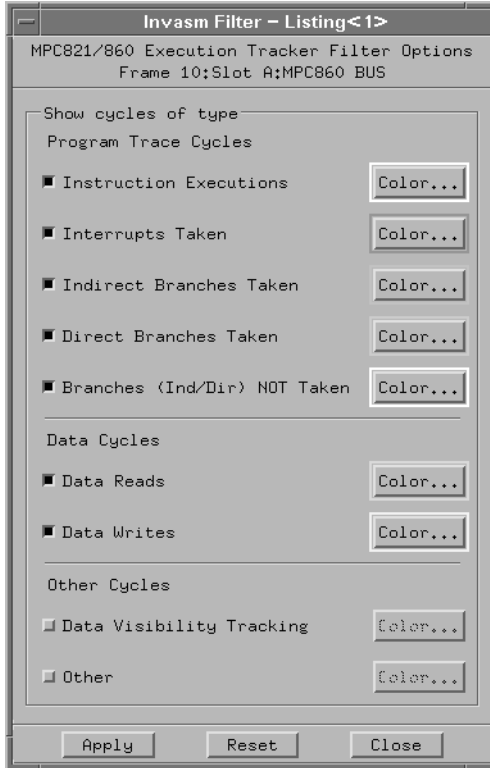 Invasm Filter – Listing<1>
MPC821/860 Execution Tracker Filter Options
Frame 10:Slot A:MPC860 BUS
Show cycles of type
Program Trace Cycles
Instruction Executions Color...
Interrupts Taken Color...
Indirect Branches Taken Color...
Direct Branches Taken Color...
Branches (Ind/Dir) NOT Taken Color...
Data Cycles
Data Reads Color...
Data Writes Color...
Other Cycles
Data Visibility Tracking Color...
Other Color...
Apply Reset Close